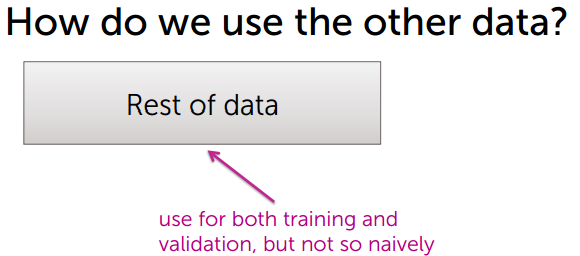 How do we use the other data?
Rest of data
use for both training and
validation, but not so naively